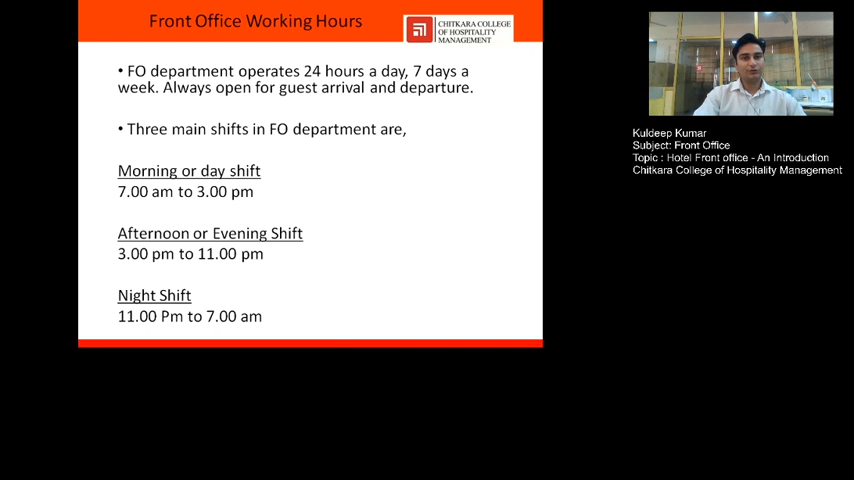 Front Office Working Hours
CHITKARA COLLEGE
OF HOSPITALITY
MANAGEMENT
• FO department operates 24 hours a day, 7 days a
week. Always open for guest arrival and departure.
• Three main shifts in FO department are,
Morning or day shift
7.00 am to 3.00 pm
Afternoon or Evening Shift
3.00 pm to 11.00 pm
Night Shift
11.00 Pm to 7.00 am
Kuldeep Kumar
Subject: Front Office
Topic : Hotel Front office - An Introduction
Chitkara College of Hospitality Management